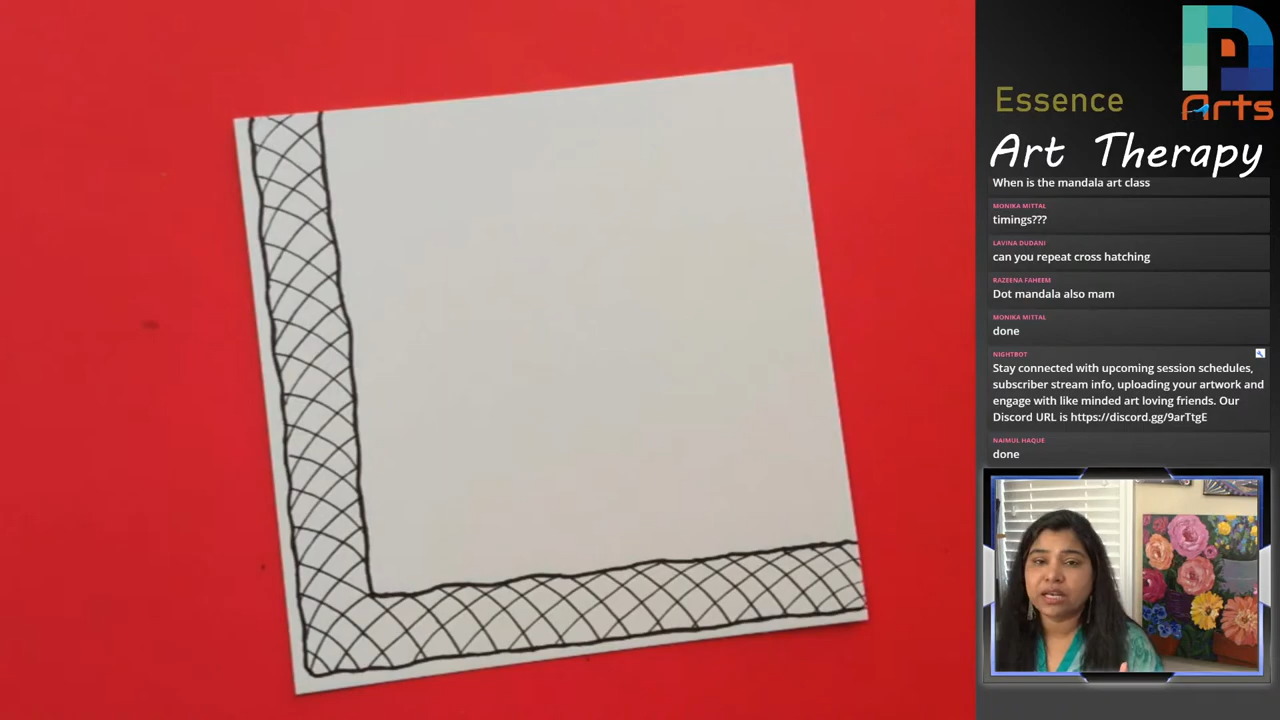 Arts
Essence
Art Therapy
When is the mandala art class
MONIKA MITTAL
timings???
LAVINA DUDANI
can you repeat cross hatching
RAZEENA FAHEEM
Dot mandala also mam
MONIKA MITTAL
done
NIGHTBOT
Stay connected with upcoming session schedules,
subscriber stream info, uploading your artwork and
engage with like minded art loving friends. Our
Discord URL is https://discord.gg/9arTtgE
NAIMUL HAQUE
done